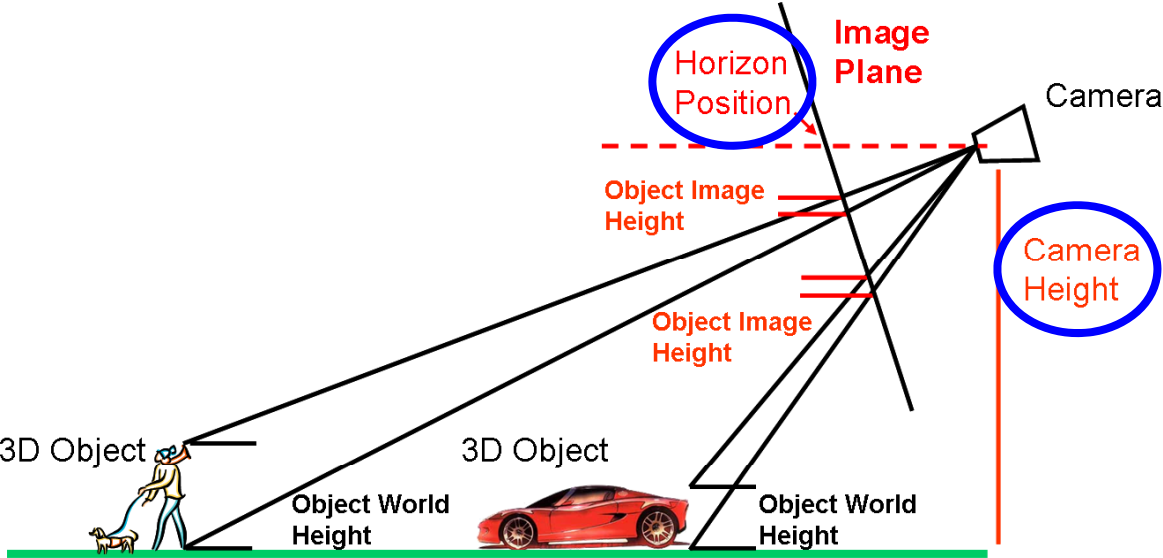 Image
Plane
Horizon
Position
Camera
Object Image
Height
Camera
Height
Object Image
Height
3D Object
3D Object
Object World
Height
Object World
Height